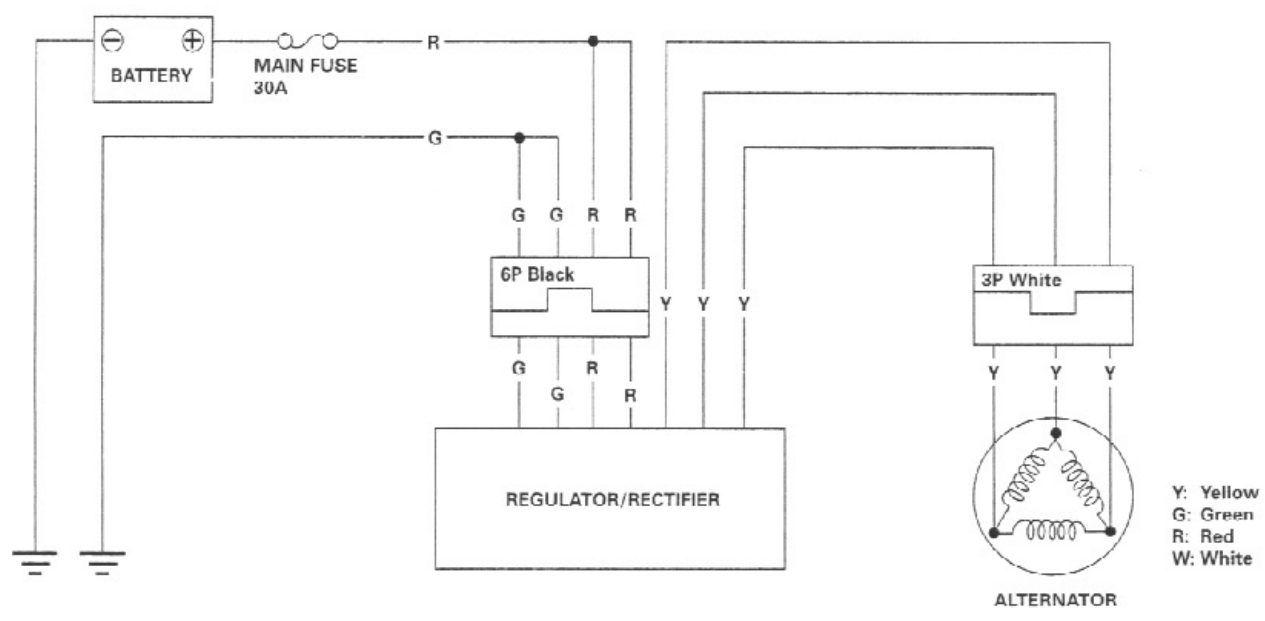 ⊖ ⊕
BATTERY
MAIN FUSE
30A
R
G
G G R R
6P Black
3P White
Y Y Y
G R
G R
Y Y Y
REGULATOR/RECTIFIER
ALTERNATOR
Y: Yellow
G: Green
R: Red
W: White